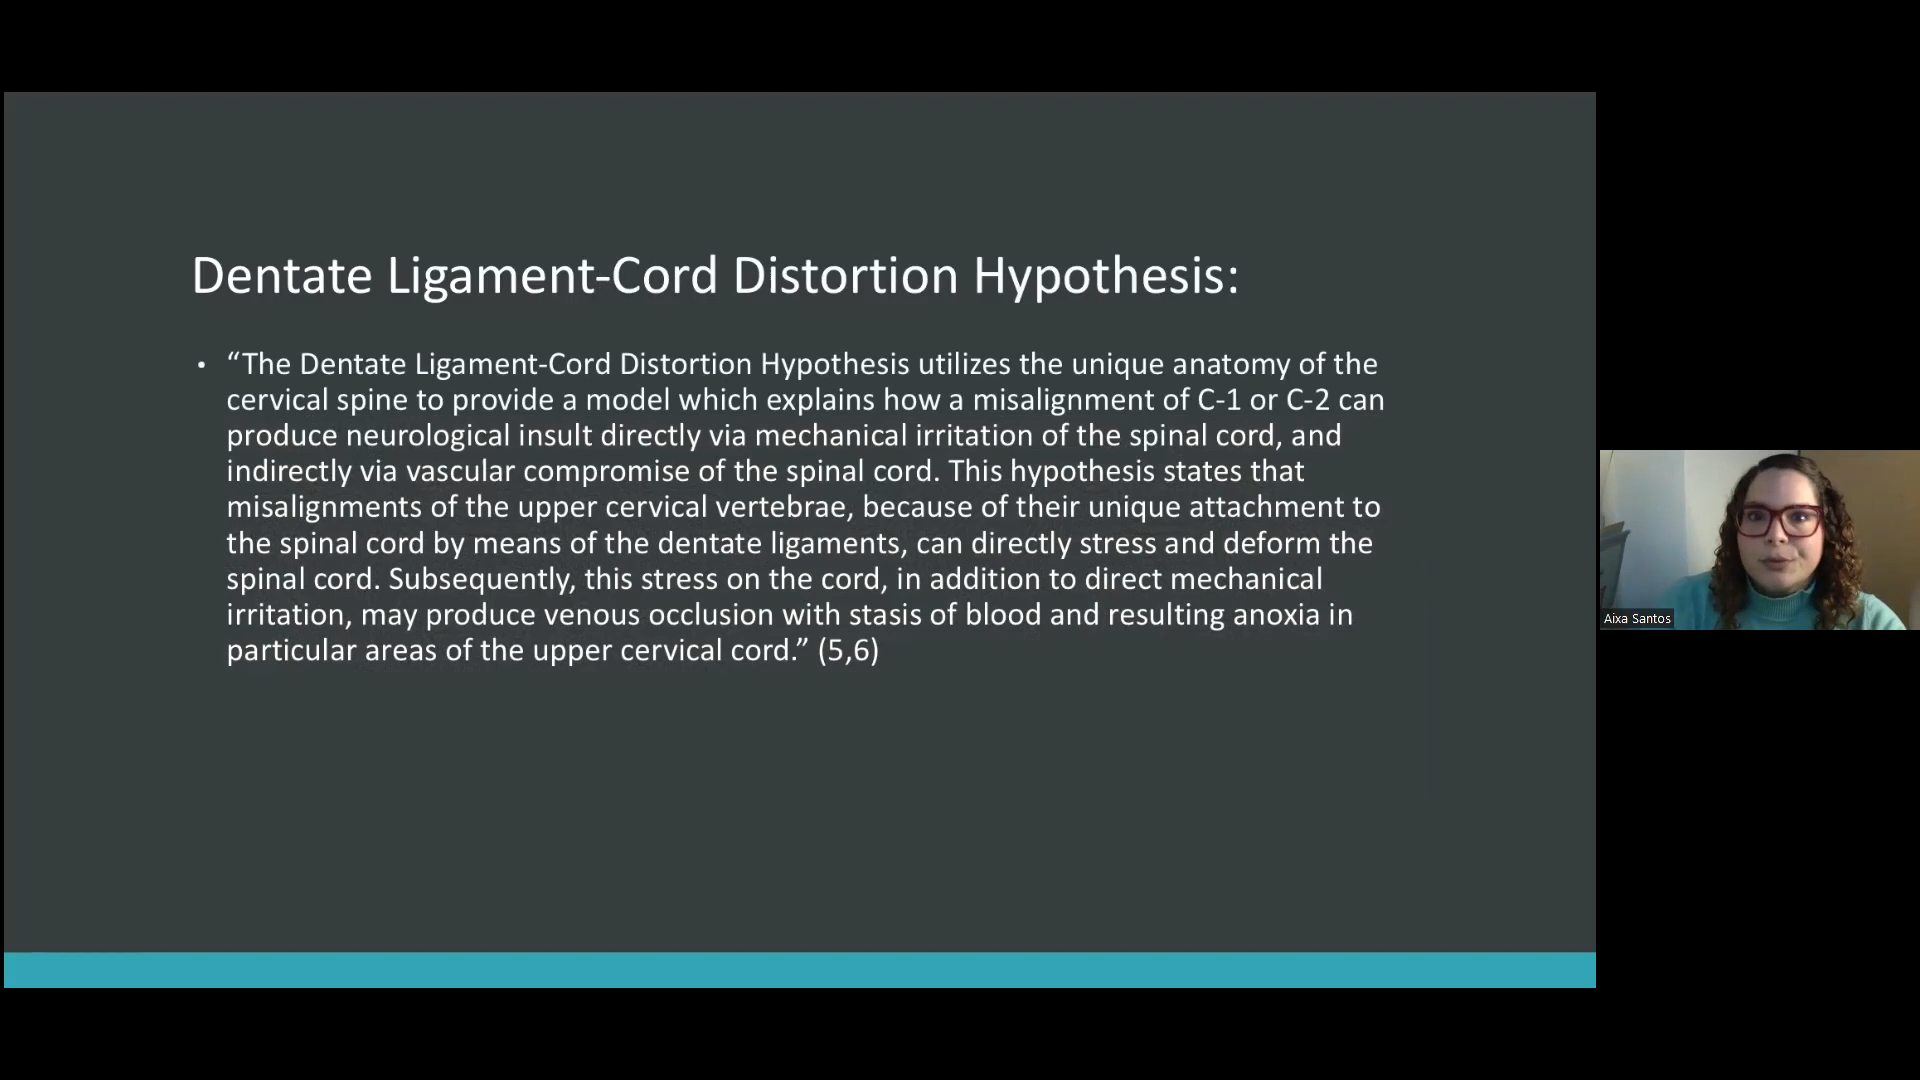 Dentate Ligament-Cord Distortion Hypothesis:
• “The Dentate Ligament-Cord Distortion Hypothesis utilizes the unique anatomy of the
cervical spine to provide a model which explains how a misalignment of C-1 or C-2 can
produce neurological insult directly via mechanical irritation of the spinal cord, and
indirectly via vascular compromise of the spinal cord. This hypothesis states that
misalignments of the upper cervical vertebrae, because of their unique attachment to
the spinal cord by means of the dentate ligaments, can directly stress and deform the
spinal cord. Subsequently, this stress on the cord, in addition to direct mechanical
irritation, may produce venous occlusion with stasis of blood and resulting anoxia in
particular areas of the upper cervical cord.” (5,6)
Aixa Santos